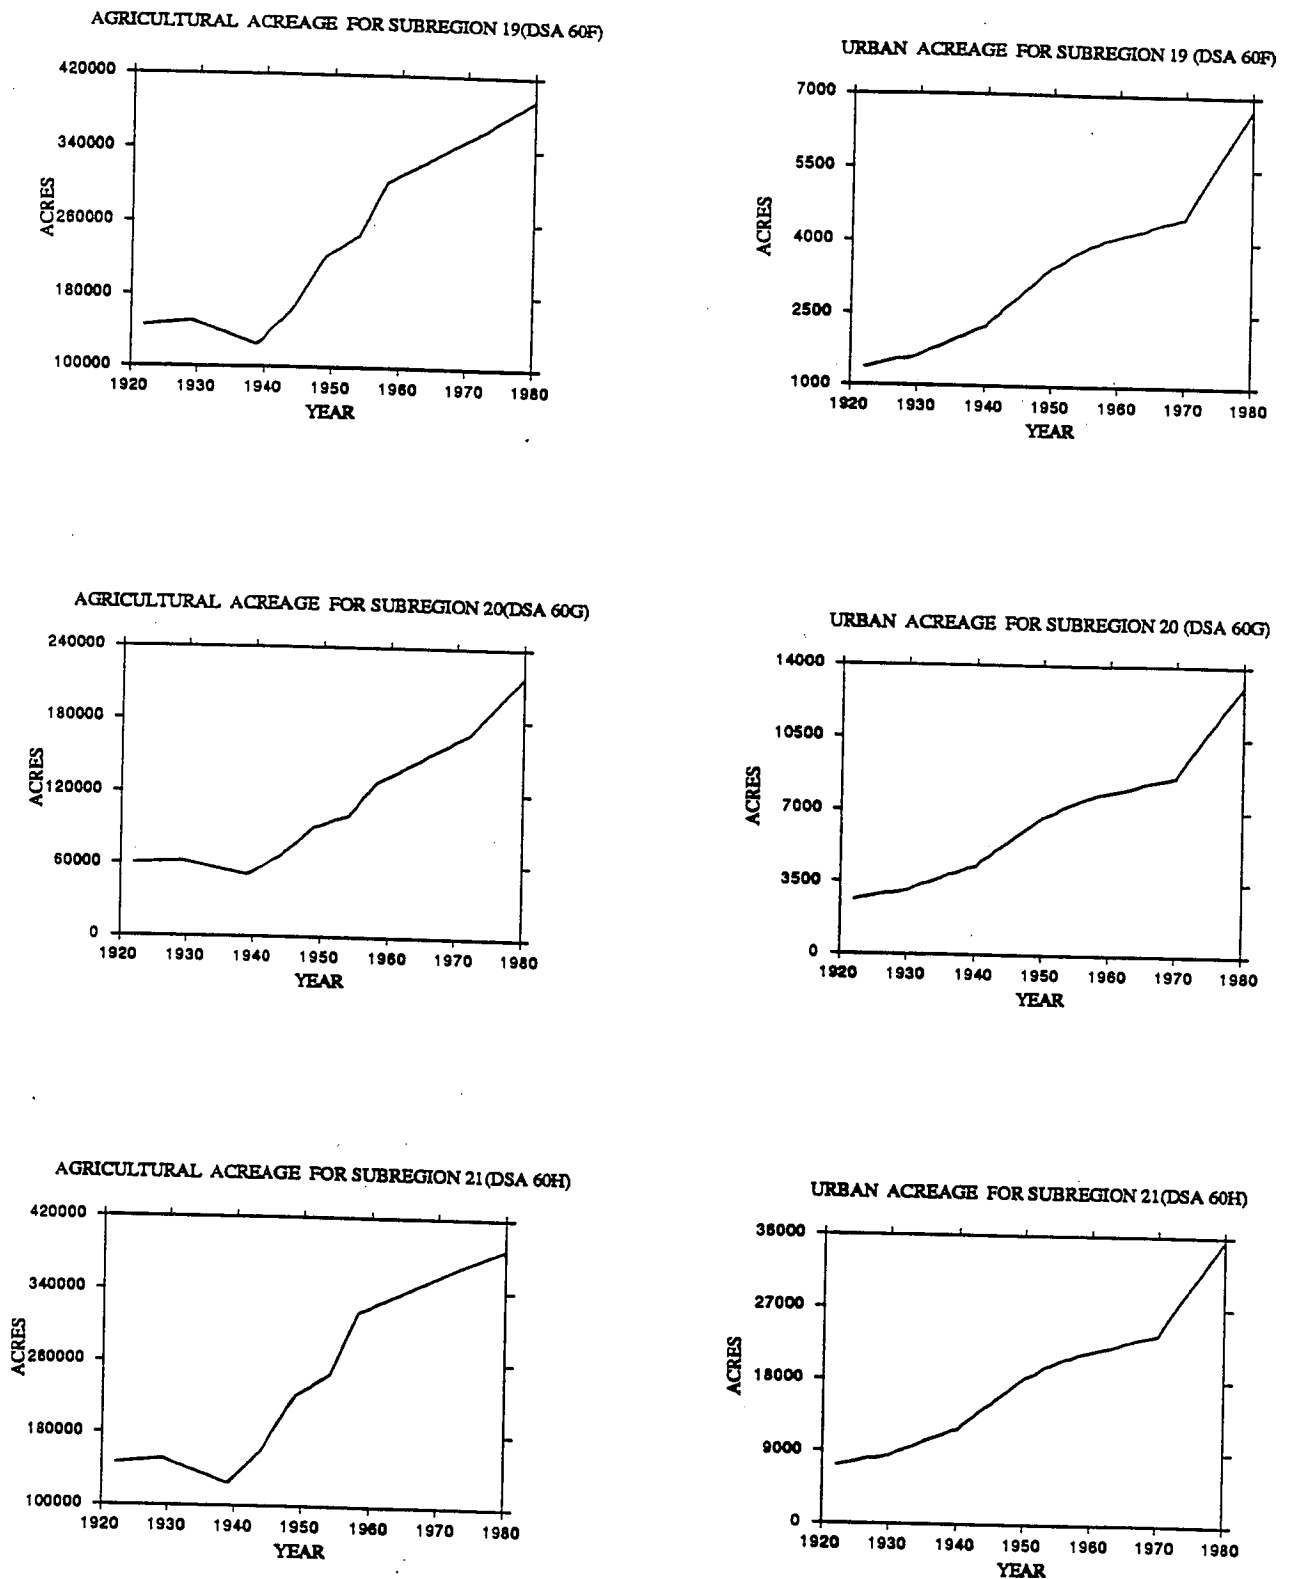 AGRICULTURAL ACREAGE FOR SUBREGION 19(DSA 60F)
420000
340000
260000
180000
100000
ACRES
1920 1930 1940 1950 1960 1970 1980
YEAR
URBAN ACREAGE FOR SUBREGION 19 (DSA 60F)
7000
5500
4000
2500
1000
ACRES
1920 1930 1940 1950 1960 1970 1980
YEAR
AGRICULTURAL ACREAGE FOR SUBREGION 20(DSA 60G)
240000
180000
120000
60000
0
ACRES
1920 1930 1940 1950 1960 1970 1980
YEAR
URBAN ACREAGE FOR SUBREGION 20 (DSA 60G)
14000
10500
7000
3500
0
ACRES
1920 1930 1940 1950 1960 1970 1980
YEAR
AGRICULTURAL ACREAGE FOR SUBREGION 21(DSA 60H)
420000
340000
260000
180000
100000
ACRES
1920 1930 1940 1950 1960 1970 1980
YEAR
URBAN ACREAGE FOR SUBREGION 21(DSA 60H)
36000
27000
18000
9000
0
ACRES
1920 1930 1940 1950 1960 1970 1980
YEAR